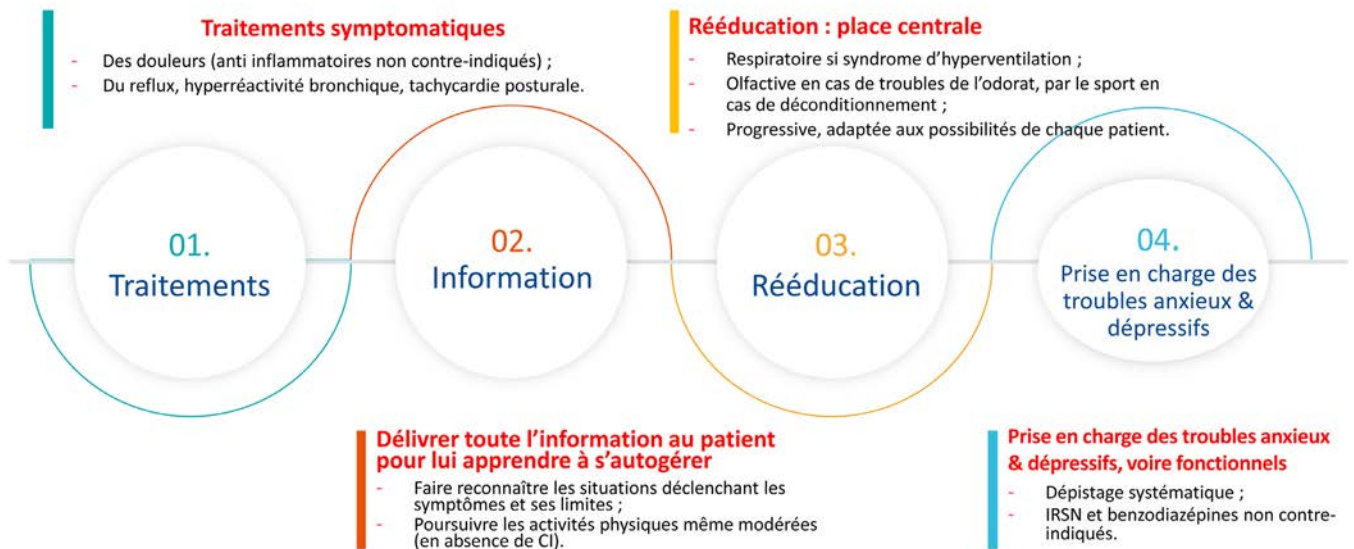 Traitements symptomatiques
- Des douleurs (anti inflammatoires non contre-indiqués) ;
- Du reflux, hyperréactivité bronchique, tachycardie posturale.
Rééducation : place centrale
- Respiratoire si syndrome d’hyperventilation ;
- Olfactive en cas de troubles de l’odorat, par le sport en
cas de déconditionnement ;
- Progressive, adaptée aux possibilités de chaque patient.
01.
Traitements
02.
Information
03.
Rééducation
04.
Prise en charge des
troubles anxieux &
dépressifs
Délivrer toute l’information au patient
pour lui apprendre à s’autogérer
- Faire reconnaître les situations déclenchant les
symptômes et ses limites ;
- Poursuivre les activités physiques même modérées
(en absence de CI).
Prise en charge des troubles anxieux
& dépressifs, voire fonctionnels
- Dépistage systématique ;
- IRSN et benzodiazépines non contre-
indiqués.